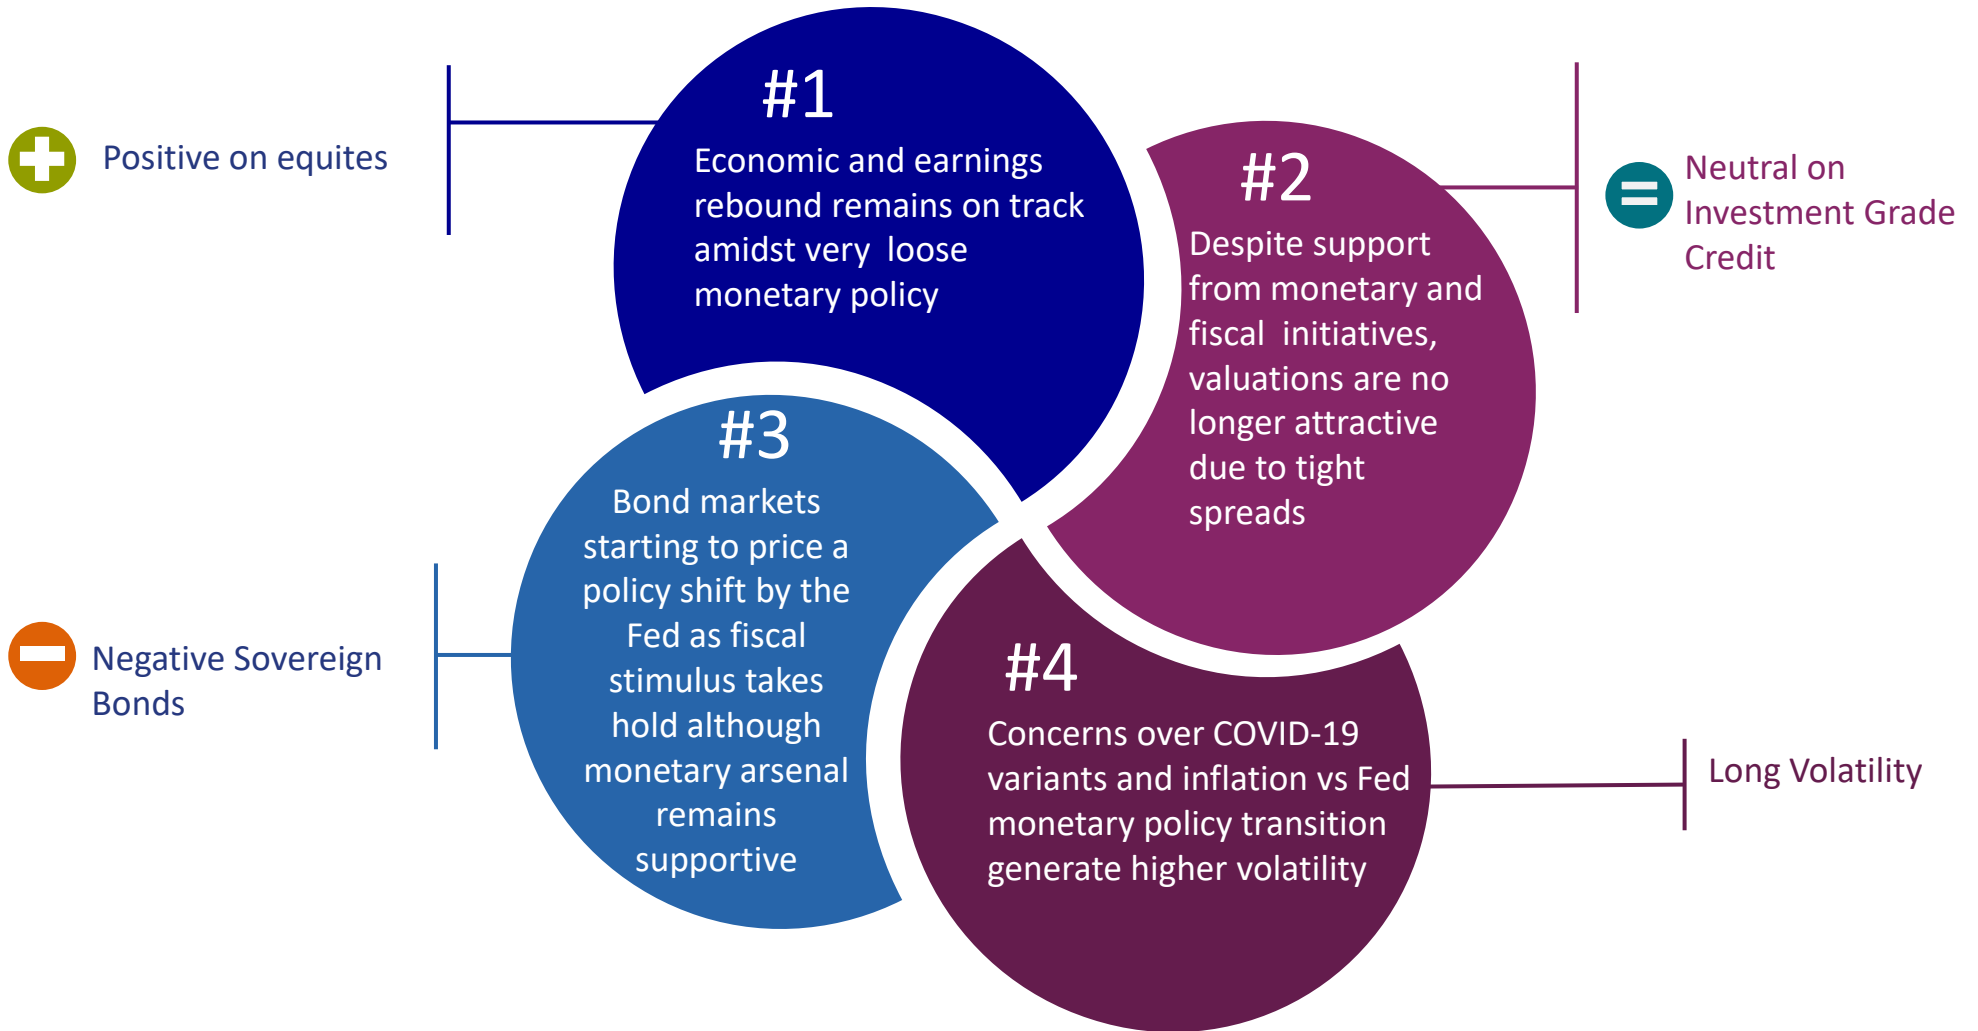 Positive on equites
#1
Economic and earnings
rebound remains on track
amidst very loose
monetary policy
#2
Despite support
from monetary and
fiscal initiatives,
valuations are no
longer attractive
due to tight
spreads
Neutral on
Investment Grade
Credit
Negative Sovereign
Bonds
#3
Bond markets
starting to price a
policy shift by the
Fed as fiscal
stimulus takes
hold although
monetary arsenal
remains
supportive
#4
Concerns over COVID-19
variants and inflation vs Fed
monetary policy transition
generate higher volatility
Long Volatility